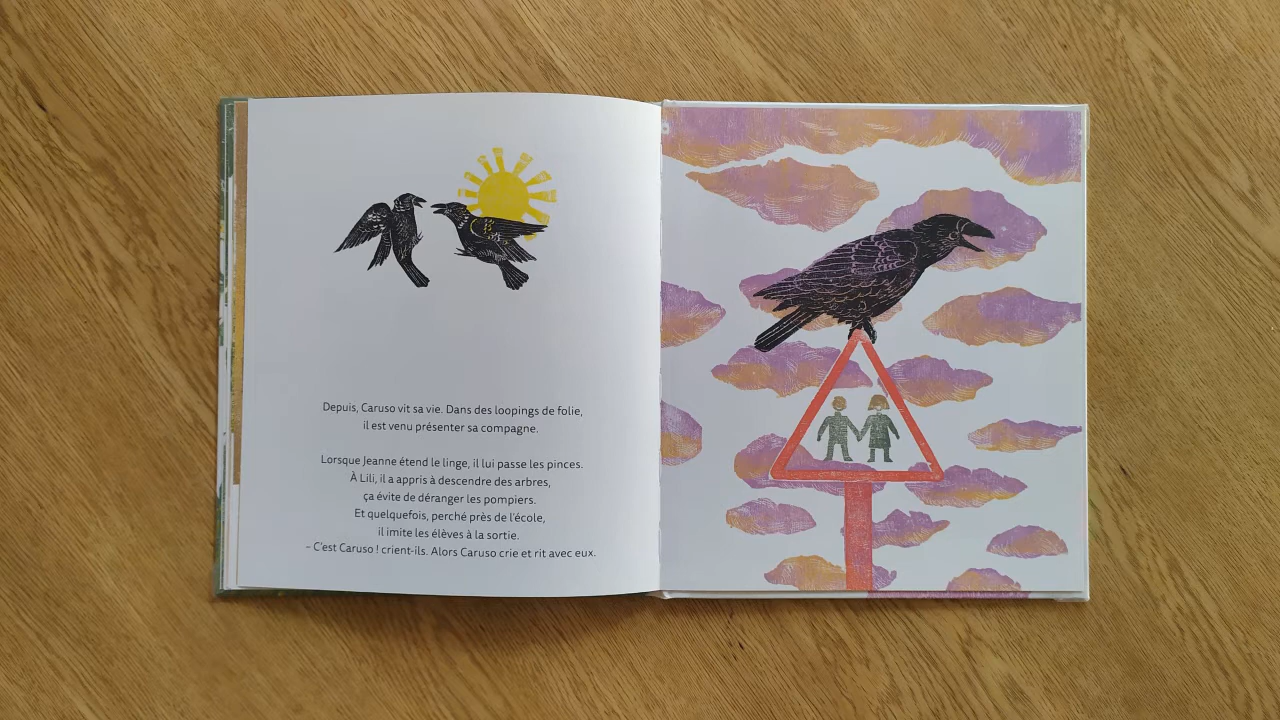 Depuis, Caruso vit sa vie. Dans des loopings de folie,
il est venu présenter sa compagne.
Lorsque Jeanne étend le linge, il lui passe les pinces.
À Lili, il a appris à descendre des arbres,
ça évite de déranger les pompiers.
Et quelquefois, perché près de l'école,
il imite les élèves à la sortie.
– C'est Caruso ! crient-ils. Alors Caruso crie et rit avec eux.